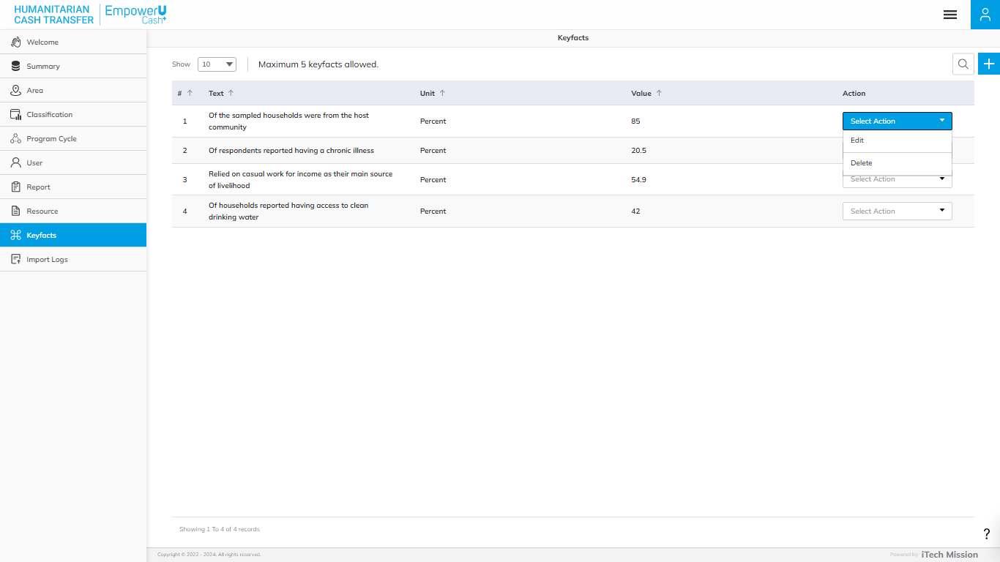 HUMANITARIAN
CASH TRANSFER
EmpowerU
Cash+
Welcome
Summary
Area
Classification
Program Cycle
User
Report
Resource
Keyfacts
Import Logs
Keyfacts
Show 10 Maximum 5 keyfacts allowed.
# Text Unit Value Action
1 Of the sampled households were from the host
community
Percent 85 Select Action
Edit
Delete
2 Of respondents reported having a chronic illness Percent 20.5
3 Relied on casual work for income as their main source
of livelihood
Percent 54.9 Select Action
4 Of households reported having access to clean
drinking water
Percent 42 Select Action
Showing 1 To 4 of 4 records
?
Copyright © 2022 - 2024. All rights reserved.
Powered by iTech Mission